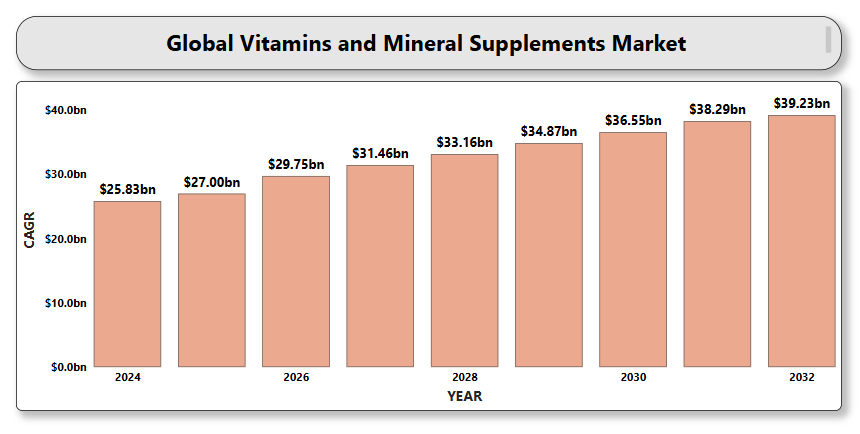 Global Vitamins and Mineral Supplements Market
$40.0bn
$30.0bn
$20.0bn
$10.0bn
$0.0bn
CAGR
$25.83bn
$27.00bn
$29.75bn
$31.46bn
$33.16bn
$34.87bn
$36.55bn
$38.29bn
$39.23bn
2024 2026 2028 2030 2032
YEAR